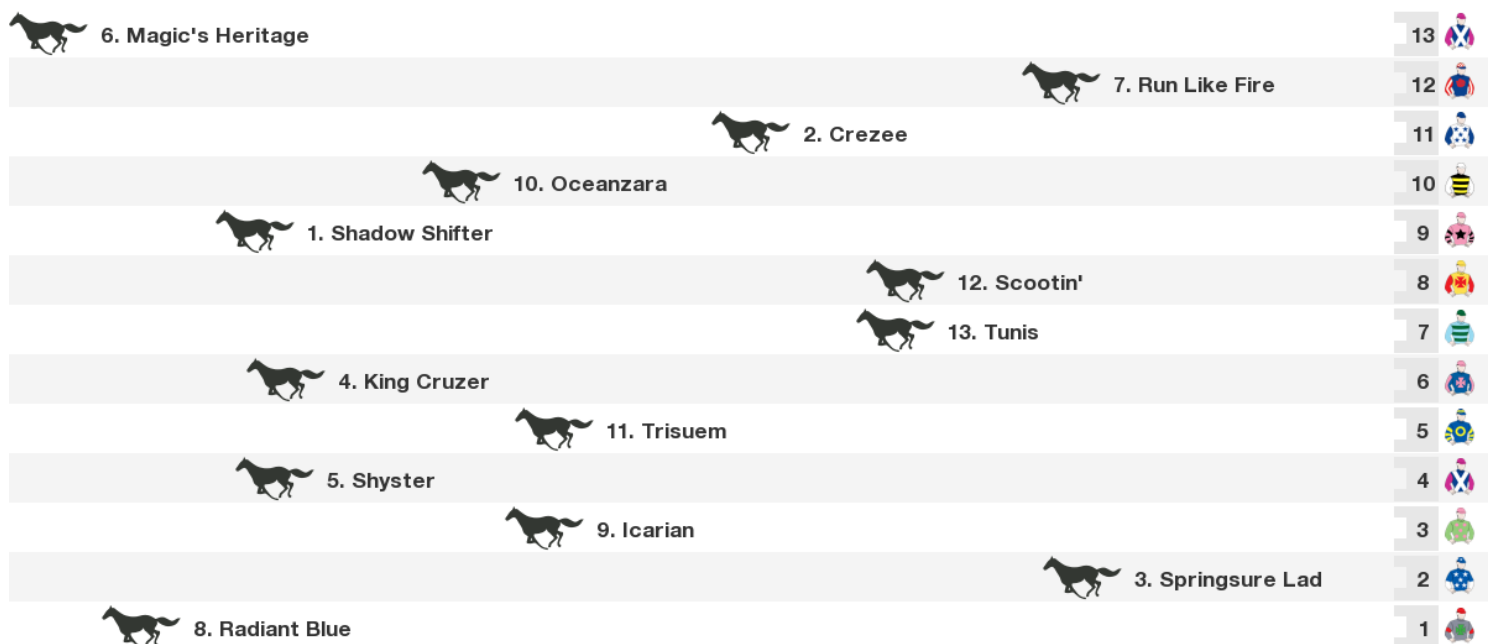 6. Magic's Heritage 13
7. Run Like Fire 12
2. Crezee 11
10. Oceanzara 10
1. Shadow Shifter 9
12. Scootin' 8
13. Tunis 7
4. King Cruzer 6
11. Trisuem 5
5. Shyster 4
9. Icarian 3
3. Springsure Lad 2
8. Radiant Blue 1